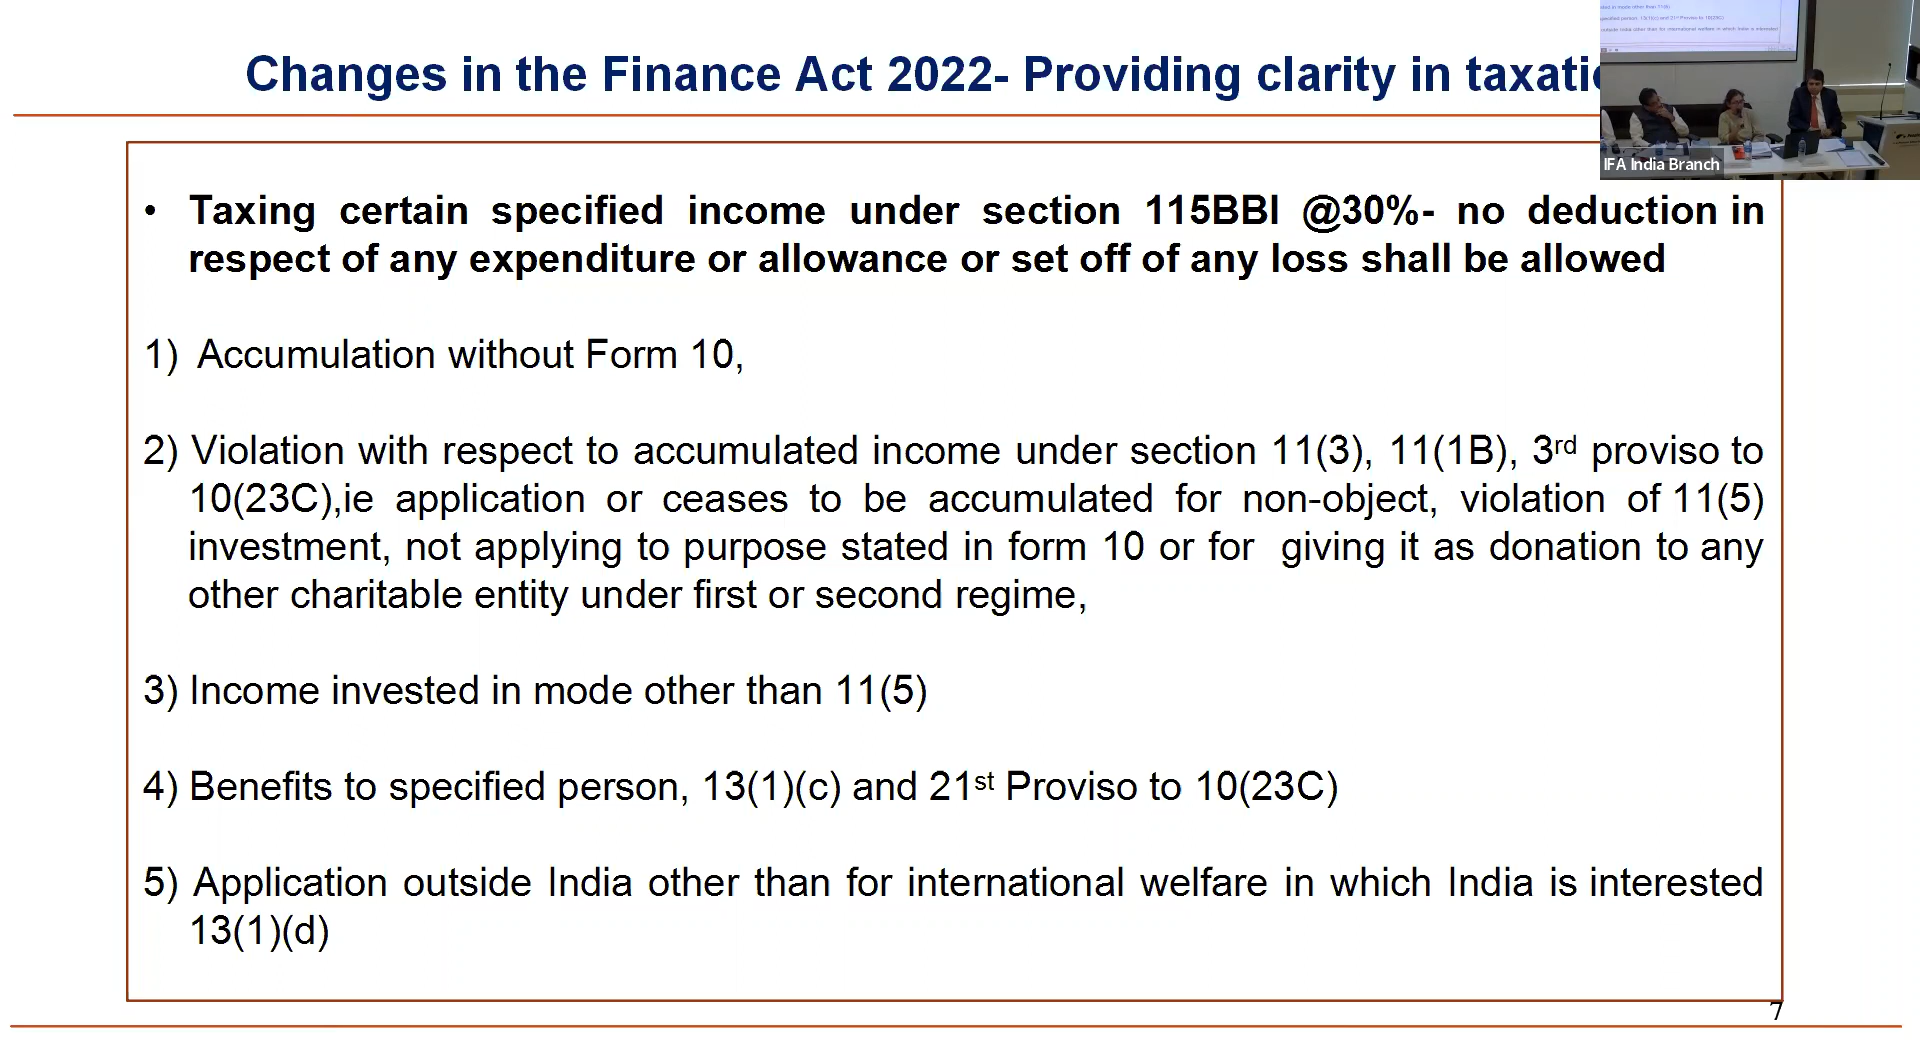 Changes in the Finance Act 2022- Providing clarity in taxati
IFA India Branch
• Taxing certain specified income under section 115BBI @30%- no deduction in
respect of any expenditure or allowance or set off of any loss shall be allowed
1) Accumulation without Form 10,
2) Violation with respect to accumulated income under section 11(3), 11(1B), 3rd proviso to
10(23C),ie application or ceases to be accumulated for non-object, violation of 11(5)
investment, not applying to purpose stated in form 10 or for giving it as donation to any
other charitable entity under first or second regime,
3) Income invested in mode other than 11(5)
4) Benefits to specified person, 13(1)(c) and 21st Proviso to 10(23C)
5) Application outside India other than for international welfare in which India is interested
13(1)(d)
7